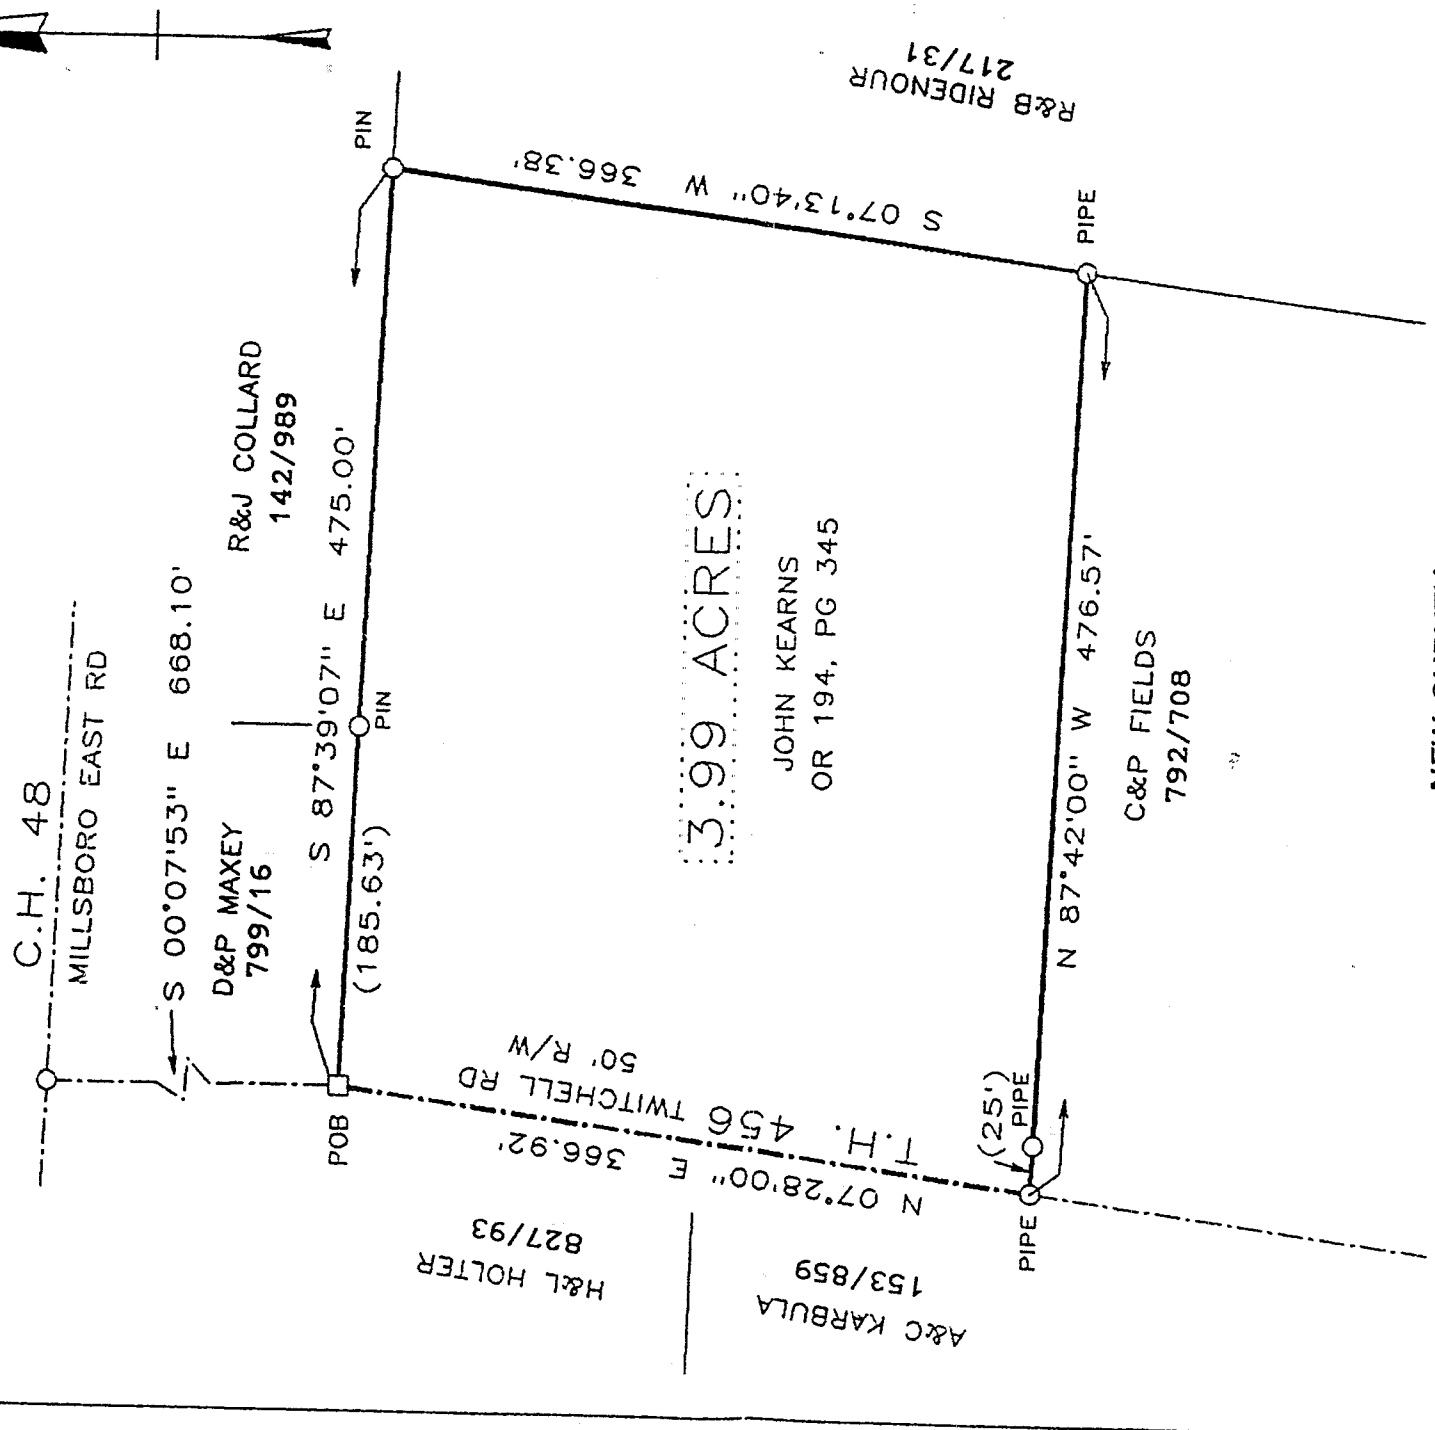 C.H. 48
MILLSBORO EAST RD
S 00°07'53" E 668.10'
D&P MAXEY
799/16
R&J COLLARD
142/989
S 87°39'07" E 475.00'
(185.63')
PIN
PIN
POB
R&B RIDENOUR
217/31
S 07°13'40" W 366.38'
PIPE
3.99 ACRES
JOHN KEARNS
OR 194, PG 345
T.H. 456 TWITCHELL RD
50' R/W
N 07°28'00" E 366.92'
H&L HOLTER
827/93
A&C KARBULA
153/859
(25')
PIPE
PIPE
N 87°42'00" W 476.57'
C&P FIELDS
792/708